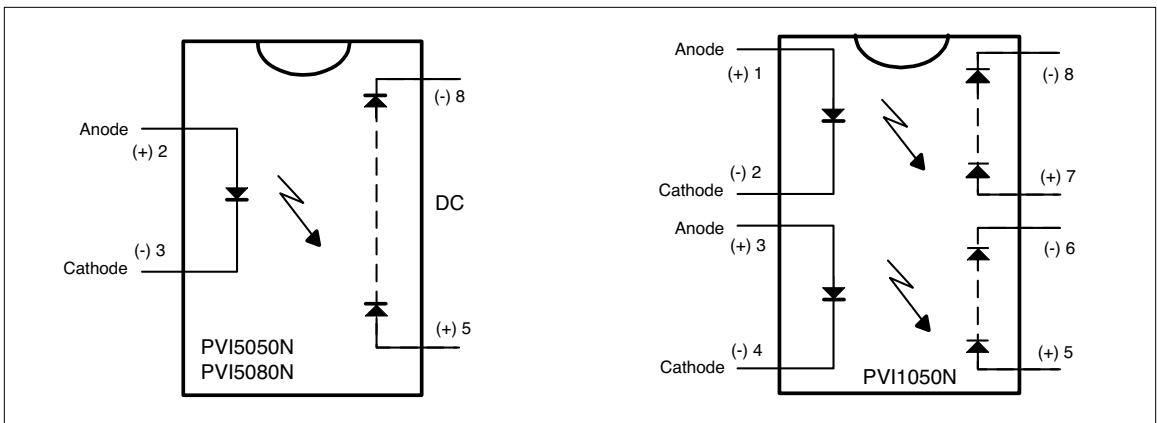 Anode
(+) 2
(-) 3
Cathode
(-) 8
DC
(+) 5
PVI5050N
PVI5080N
Anode
(+) 1
(-) 2
Cathode
Anode
(+) 3
(-) 4
Cathode
(-) 8
(+) 7
(-) 6
(+) 5
PVI1050N